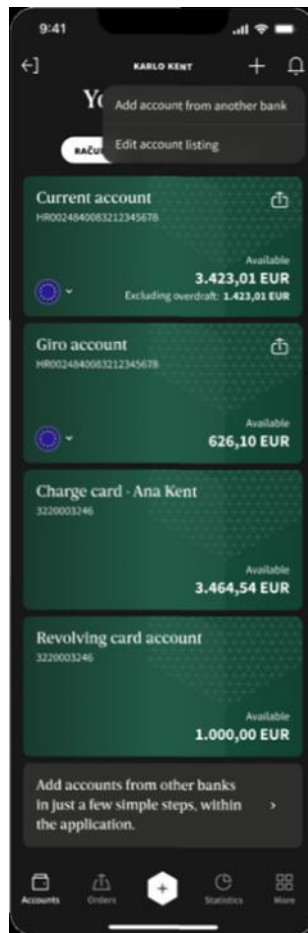 9:41
KARLO KENT
Yo
Add account from another bank
RAČU
Edit account listing
Current account
HR0024840083212345678
Available
3.423,01 EUR
Excluding overdraft: 1.423,01 EUR
Giro account
HR0024840083212345678
Available
626,10 EUR
Charge card - Ana Kent
3220003246
Available
3.464,54 EUR
Revolving card account
3220003246
Available
1.000,00 EUR
Add accounts from other banks
in just a few simple steps, within
the application.
Accounts
Orders
Statistics
More